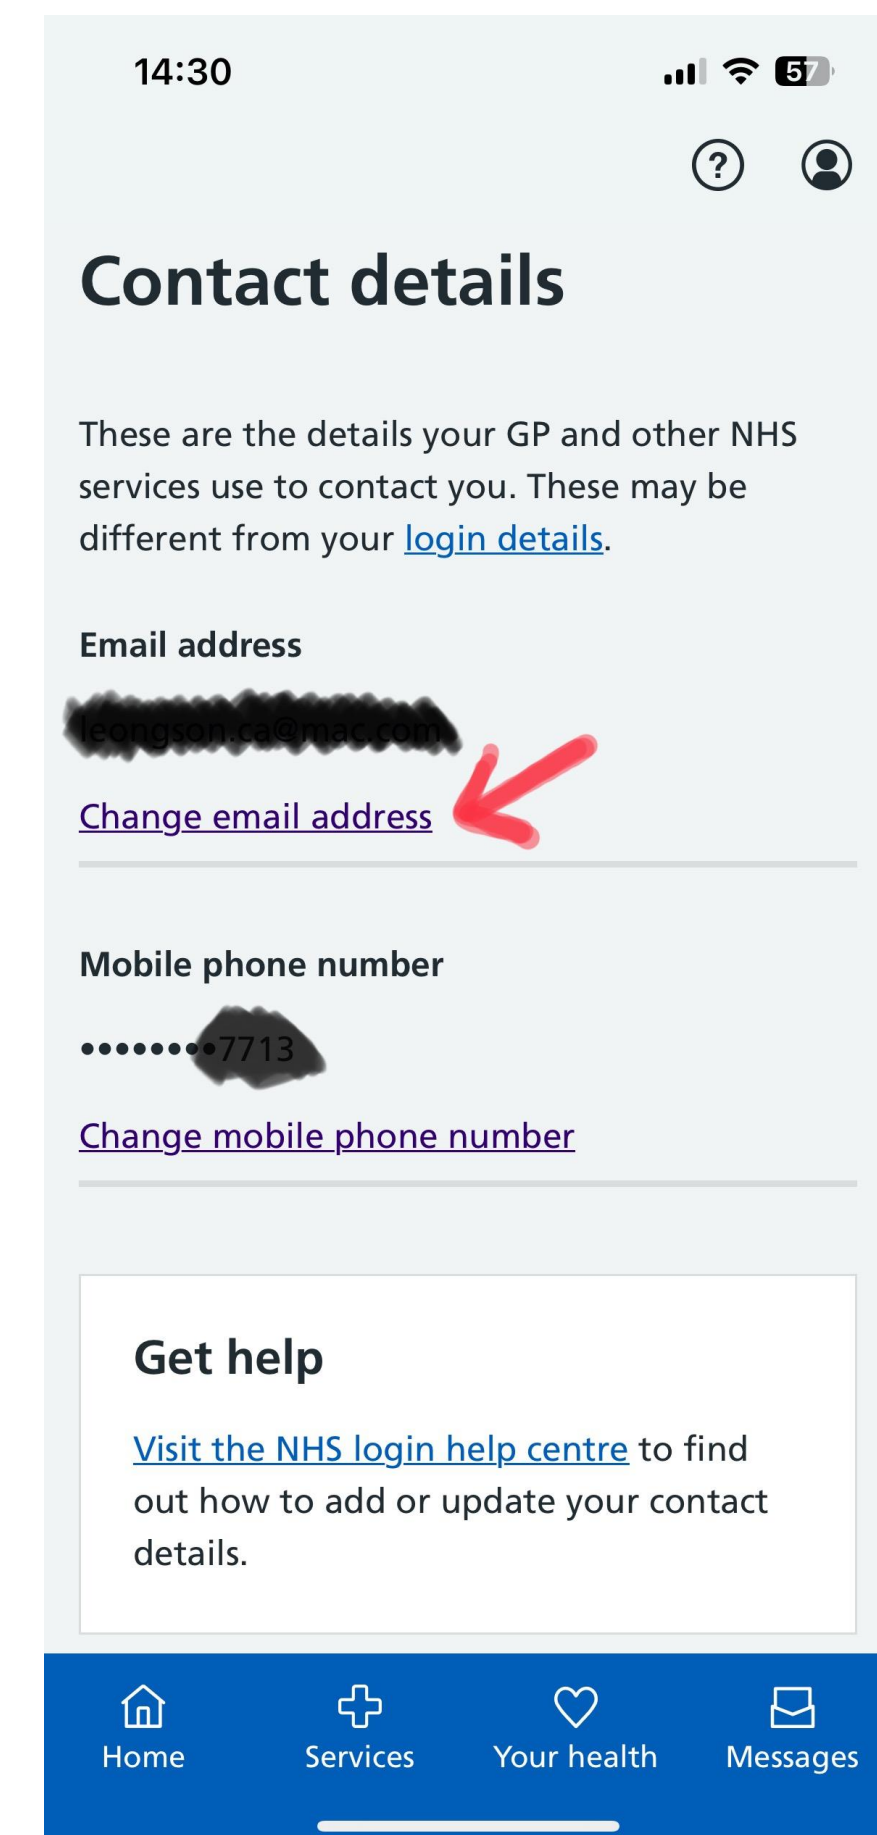 14:30
57
?
Contact details
These are the details your GP and other NHS
services use to contact you. These may be
different from your login details.
Email address
Change email address
Mobile phone number
••••••••
Change mobile phone number
Get help
Visit the NHS login help centre to find
out how to add or update your contact
details.
Home Services Your health Messages